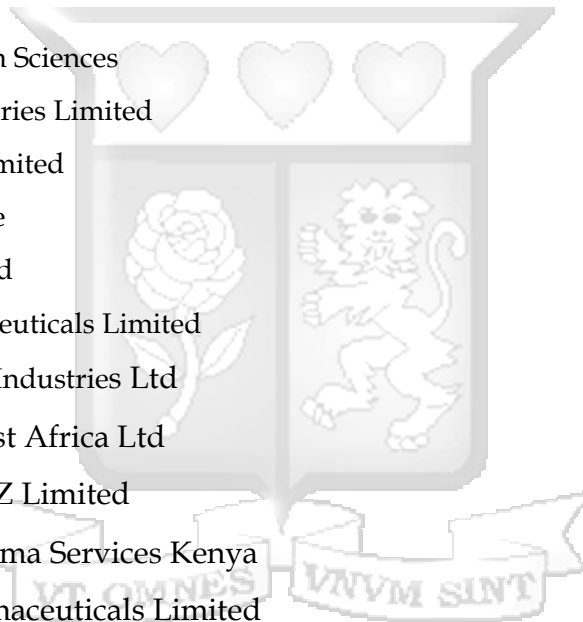 n Sciences
ries Limited
mited
e
d
euticals Limited
Industries Ltd
st Africa Ltd
Z Limited
ma Services Kenya
naceuticals Limited
VT OMNES VNVM SINT